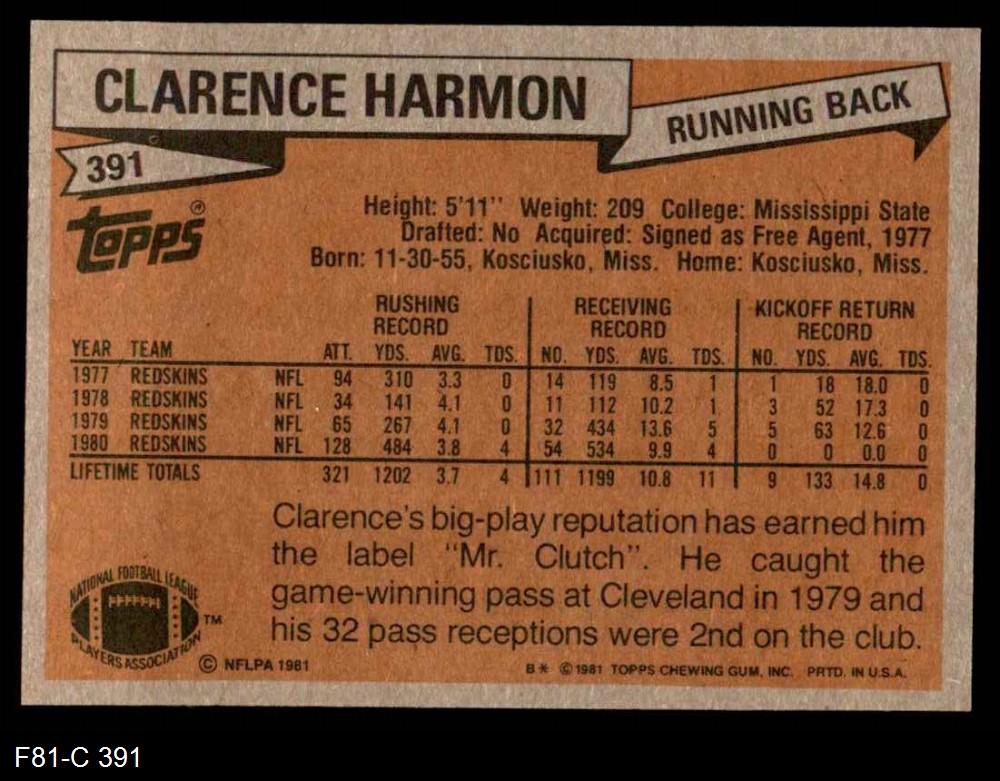 CLARENCE HARMON
RUNNING BACK
391
TOPPS ®
Height: 5'11" Weight: 209 College: Mississippi State
Drafted: No Acquired: Signed as Free Agent, 1977
Born: 11-30-55, Kosciusko, Miss. Home: Kosciusko, Miss.
RUSHING RECORD RECEIVING RECORD KICKOFF RETURN RECORD
YEAR TEAM ATT. YDS. AVG. TDS. NO. YDS. AVG. TDS. NO. YDS. AVG. TDS.
1977 REDSKINS NFL 94 310 3.3 0 14 119 8.5 1 1 18 18.0 0
1978 REDSKINS NFL 34 141 4.1 0 11 112 10.2 1 3 52 17.3 0
1979 REDSKINS NFL 65 267 4.1 0 32 434 13.6 5 5 63 12.6 0
1980 REDSKINS NFL 128 484 3.8 4 54 534 9.9 4 0 0 0.0 0
LIFETIME TOTALS 321 1202 3.7 4 111 1199 10.8 11 9 133 14.8 0
Clarence's big-play reputation has earned him
the label "Mr. Clutch". He caught the
game-winning pass at Cleveland in 1979 and
his 32 pass receptions were 2nd on the club.
NATIONAL FOOTBALL LEAGUE
PLAYERS ASSOCIATION
TM
© NFLPA 1981
B* © 1981 TOPPS CHEWING GUM, INC. PRTD. IN U.S.A.
F81-C 391